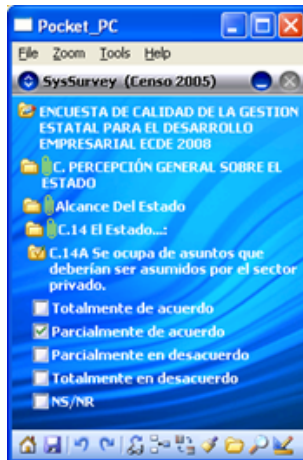 Pocket_PC
File Zoom Tools Help
SysSurvey (Censo 2005)
ENCUESTA DE CALIDAD DE LA GESTION
ESTATAL PARA EL DESARROLLO
EMPRESARIAL ECDE 2008
C. PERCEPCIÓN GENERAL SOBRE EL
ESTADO
Alcance Del Estado
C.14 El Estado...:
C.14A Se ocupa de asuntos que
deberían ser asumidos por el sector
privado.
Totalmente de acuerdo
Parcialmente de acuerdo
Parcialmente en desacuerdo
Totalmente en desacuerdo
NS/NR